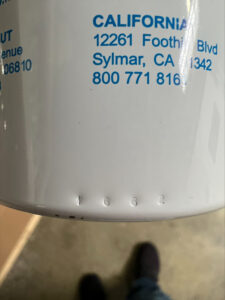 UT
enue
06810
CALIFORNIA
12261 Foothi Blvd
Sylmar, CA 1342
800 771 816